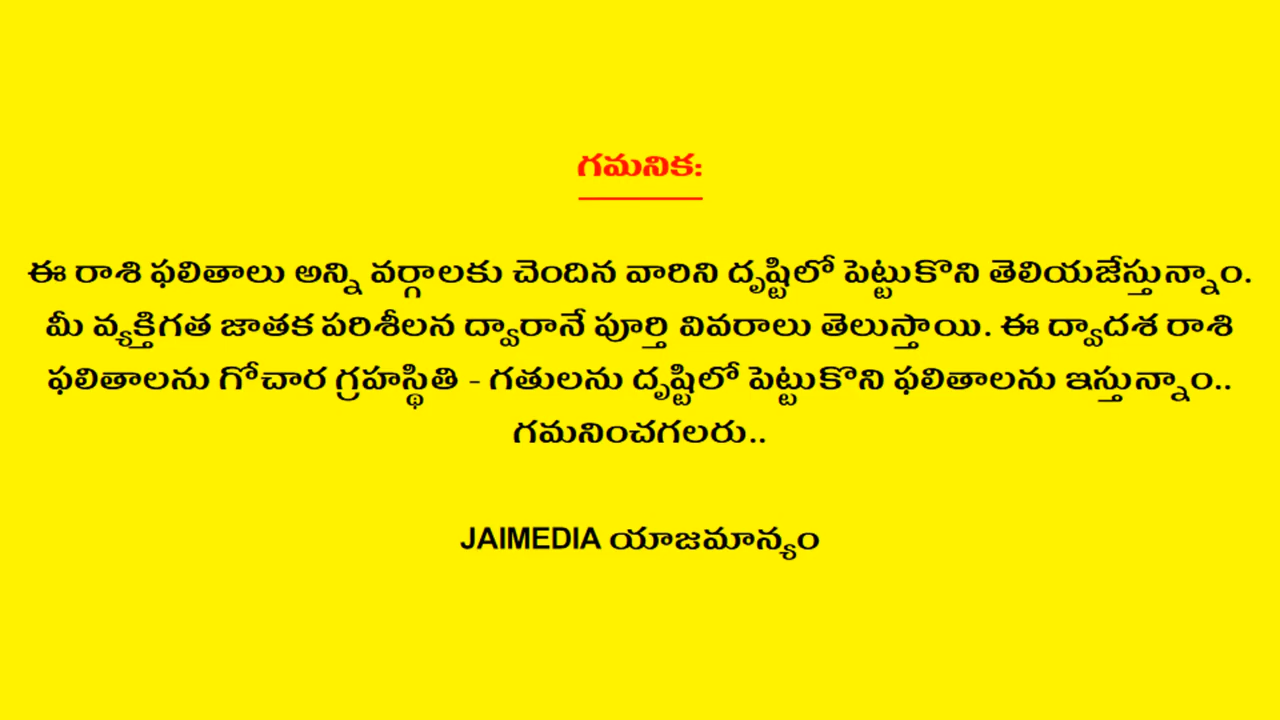 గమనిక:
ఈ రాశి ఫలితాలు అన్ని వర్గాలకు చెందిన వారిని దృష్టిలో పెట్టుకొని తెలియజేస్తున్నాం.
మీ వ్యక్తిగత జాతక పరిశీలన ద్వారానే పూర్తి వివరాలు తెలుస్తాయి. ఈ ద్వాదశ రాశి
ఫలితాలను గోచార గ్రహస్థితి - గతులను దృష్టిలో పెట్టుకొని ఫలితాలను ఇస్తున్నాం..
గమనించగలరు..
JAIMEDIA యాజమాన్యం